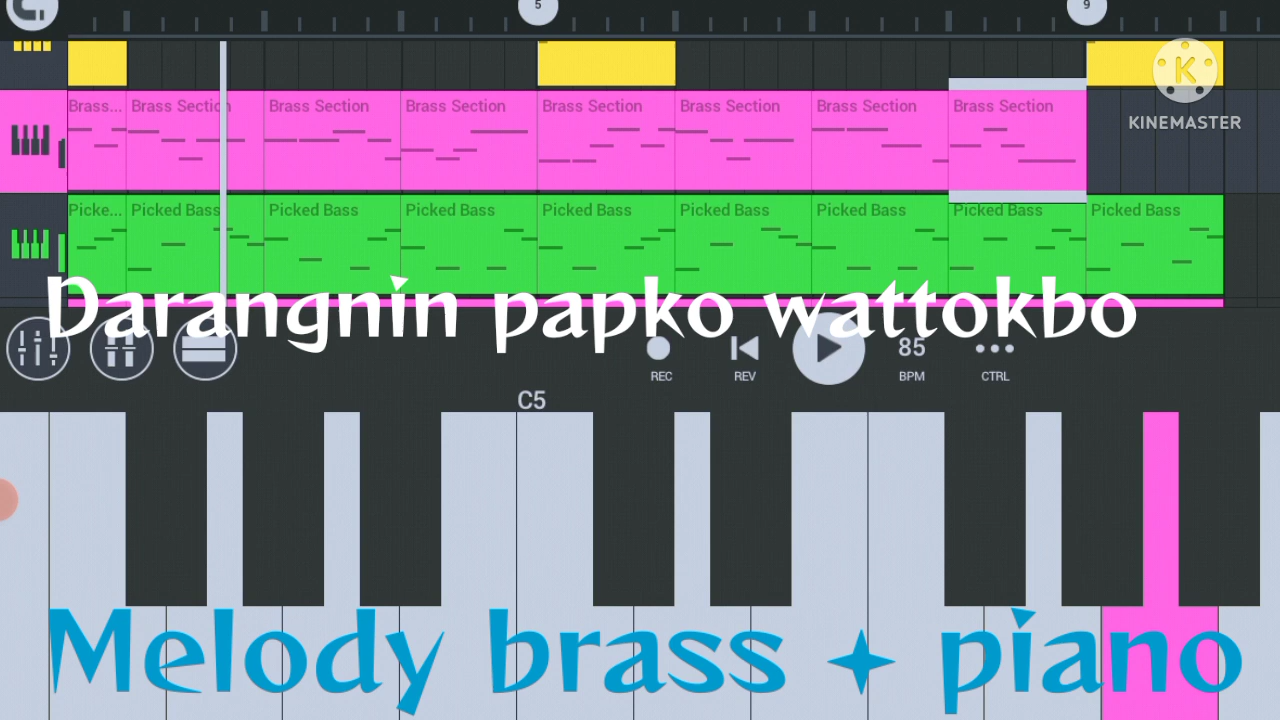 5 9
K
KINEMASTER
Brass... Brass Section Brass Section Brass Section Brass Section Brass Section Brass Section Brass Section
Picke... Picked Bass Picked Bass Picked Bass Picked Bass Picked Bass Picked Bass Picked Bass Picked Bass
Darangnin papko wattokbo
85
REC REV BPM CTRL
C5
Melody brass + piano